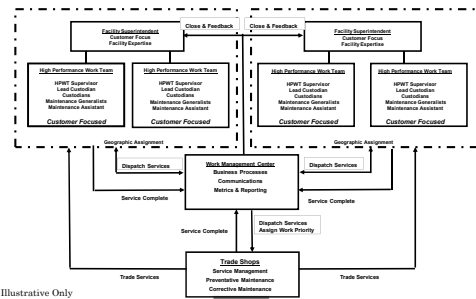 Facility Superintendent
Customer Focus
Facility Expertise
Close & Feedback
Close & Feedback
Facility Superintendent
Customer Focus
Facility Expertise
High Performance Work Team
HPWT Supervisor
Lead Custodian
Custodians
Maintenance Generalists
Maintenance Assistant
Customer Focused
High Performance Work Team
HPWT Supervisor
Lead Custodian
Custodians
Maintenance Generalists
Maintenance Assistant
Customer Focused
High Performance Work Team
HPWT Supervisor
Lead Custodian
Custodians
Maintenance Generalists
Maintenance Assistant
Customer Focused
High Performance Work Team
HPWT Supervisor
Lead Custodian
Custodians
Maintenance Generalists
Maintenance Assistant
Customer Focused
Geographic Assignment
Geographic Assignment
Dispatch Services
Work Management Center
Business Processes
Communications
Metrics & Reporting
Dispatch Services
Service Complete
Service Complete
Service Complete
Dispatch Services
Assign Work Priority
Trade Services
Trade Shops
Service Management
Preventative Maintenance
Corrective Maintenance
Trade Services
Illustrative Only